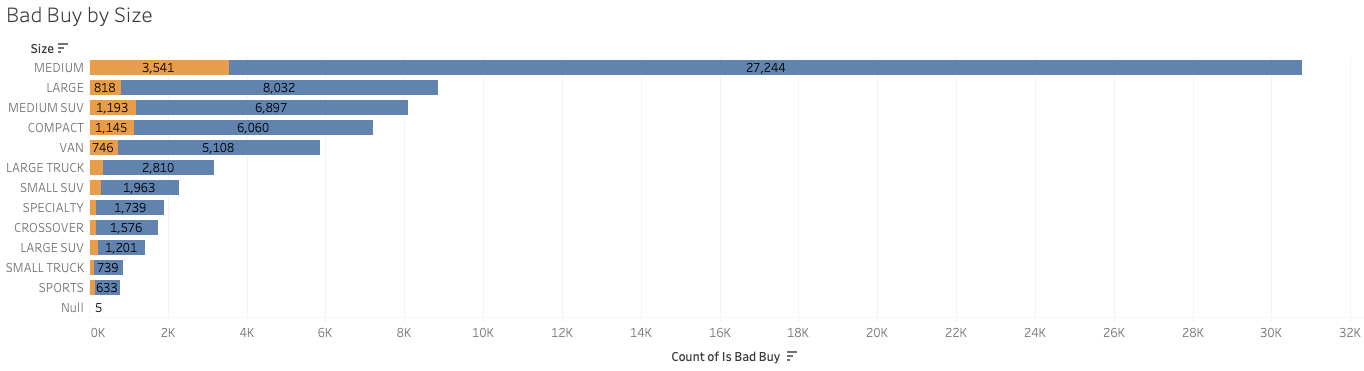 Bad Buy by Size
Size
MEDIUM 3,541 27,244
LARGE 818 8,032
MEDIUM SUV 1,193 6,897
COMPACT 1,145 6,060
VAN 746 5,108
LARGE TRUCK 2,810
SMALL SUV 1,963
SPECIALTY 1,739
CROSSOVER 1,576
LARGE SUV 1,201
SMALL TRUCK 739
SPORTS 633
Null 5
0K 2K 4K 6K 8K 10K 12K 14K 16K 18K 20K 22K 24K 26K 28K 30K 32K
Count of Is Bad Buy